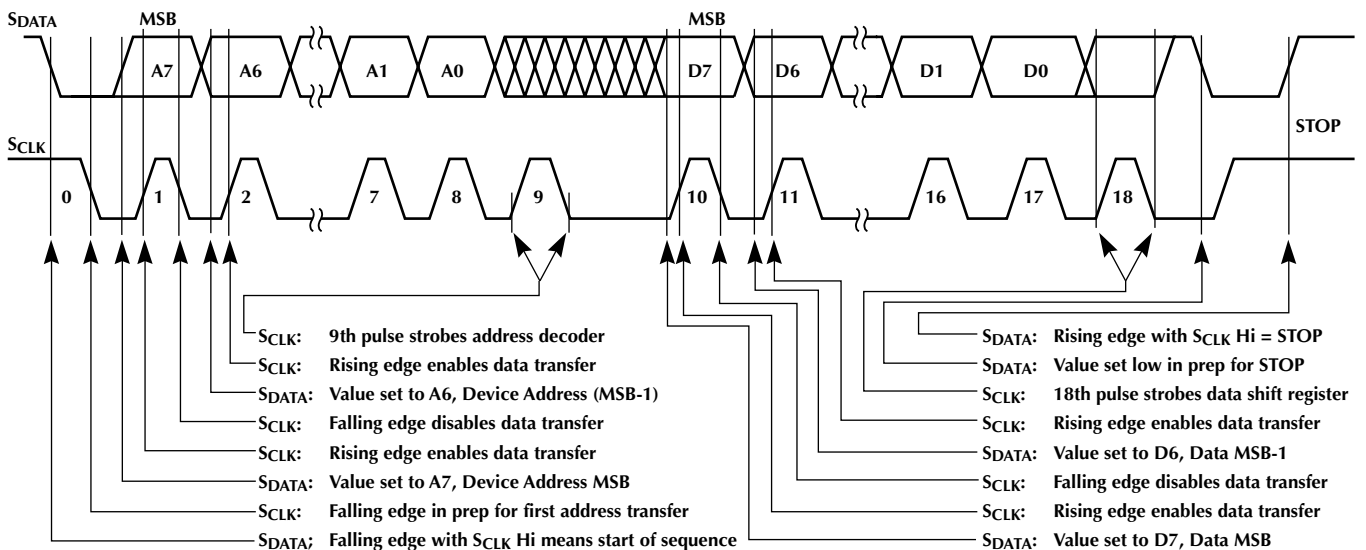 SDATA MSB MSB
A7 A6 A1 A0 D7 D6 D1 D0
STOP
SCLK
0 1 2 7 8 9 10 11 16 17 18
SCLK: 9th pulse strobes address decoder
SCLK: Rising edge enables data transfer
SDATA: Value set to A6, Device Address (MSB-1)
SCLK: Falling edge disables data transfer
SCLK: Rising edge enables data transfer
SDATA: Value set to A7, Device Address MSB
SCLK: Falling edge in prep for first address transfer
SDATA; Falling edge with SCLK Hi means start of sequence
SDATA: Rising edge with SCLK Hi = STOP
SDATA: Value set low in prep for STOP
SCLK: 18th pulse strobes data shift register
SCLK: Rising edge enables data transfer
SDATA: Value set to D6, Data MSB-1
SCLK: Falling edge disables data transfer
SCLK: Rising edge enables data transfer
SDATA: Value set to D7, Data MSB